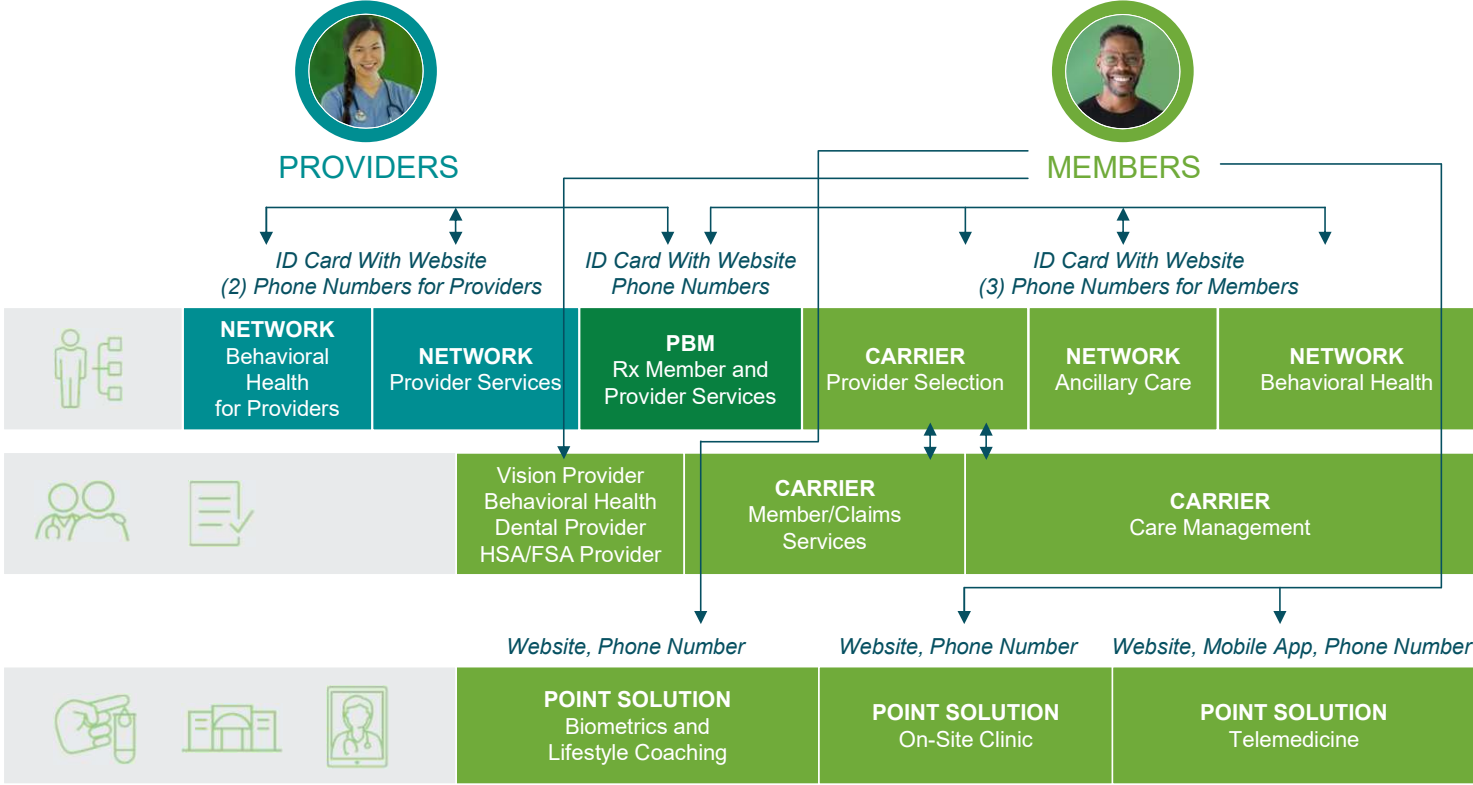 PROVIDERS
MEMBERS
ID Card With Website
(2) Phone Numbers for Providers
ID Card With Website
Phone Numbers
ID Card With Website
(3) Phone Numbers for Members
NETWORK
Behavioral
Health
for Providers
NETWORK
Provider Services
PBM
Rx Member and
Provider Services
CARRIER
Provider Selection
NETWORK
Ancillary Care
NETWORK
Behavioral Health
Vision Provider
Behavioral Health
Dental Provider
HSA/FSA Provider
CARRIER
Member/Claims
Services
CARRIER
Care Management
Website, Phone Number
Website, Phone Number
Website, Mobile App, Phone Number
POINT SOLUTION
Biometrics and
Lifestyle Coaching
POINT SOLUTION
On-Site Clinic
POINT SOLUTION
Telemedicine